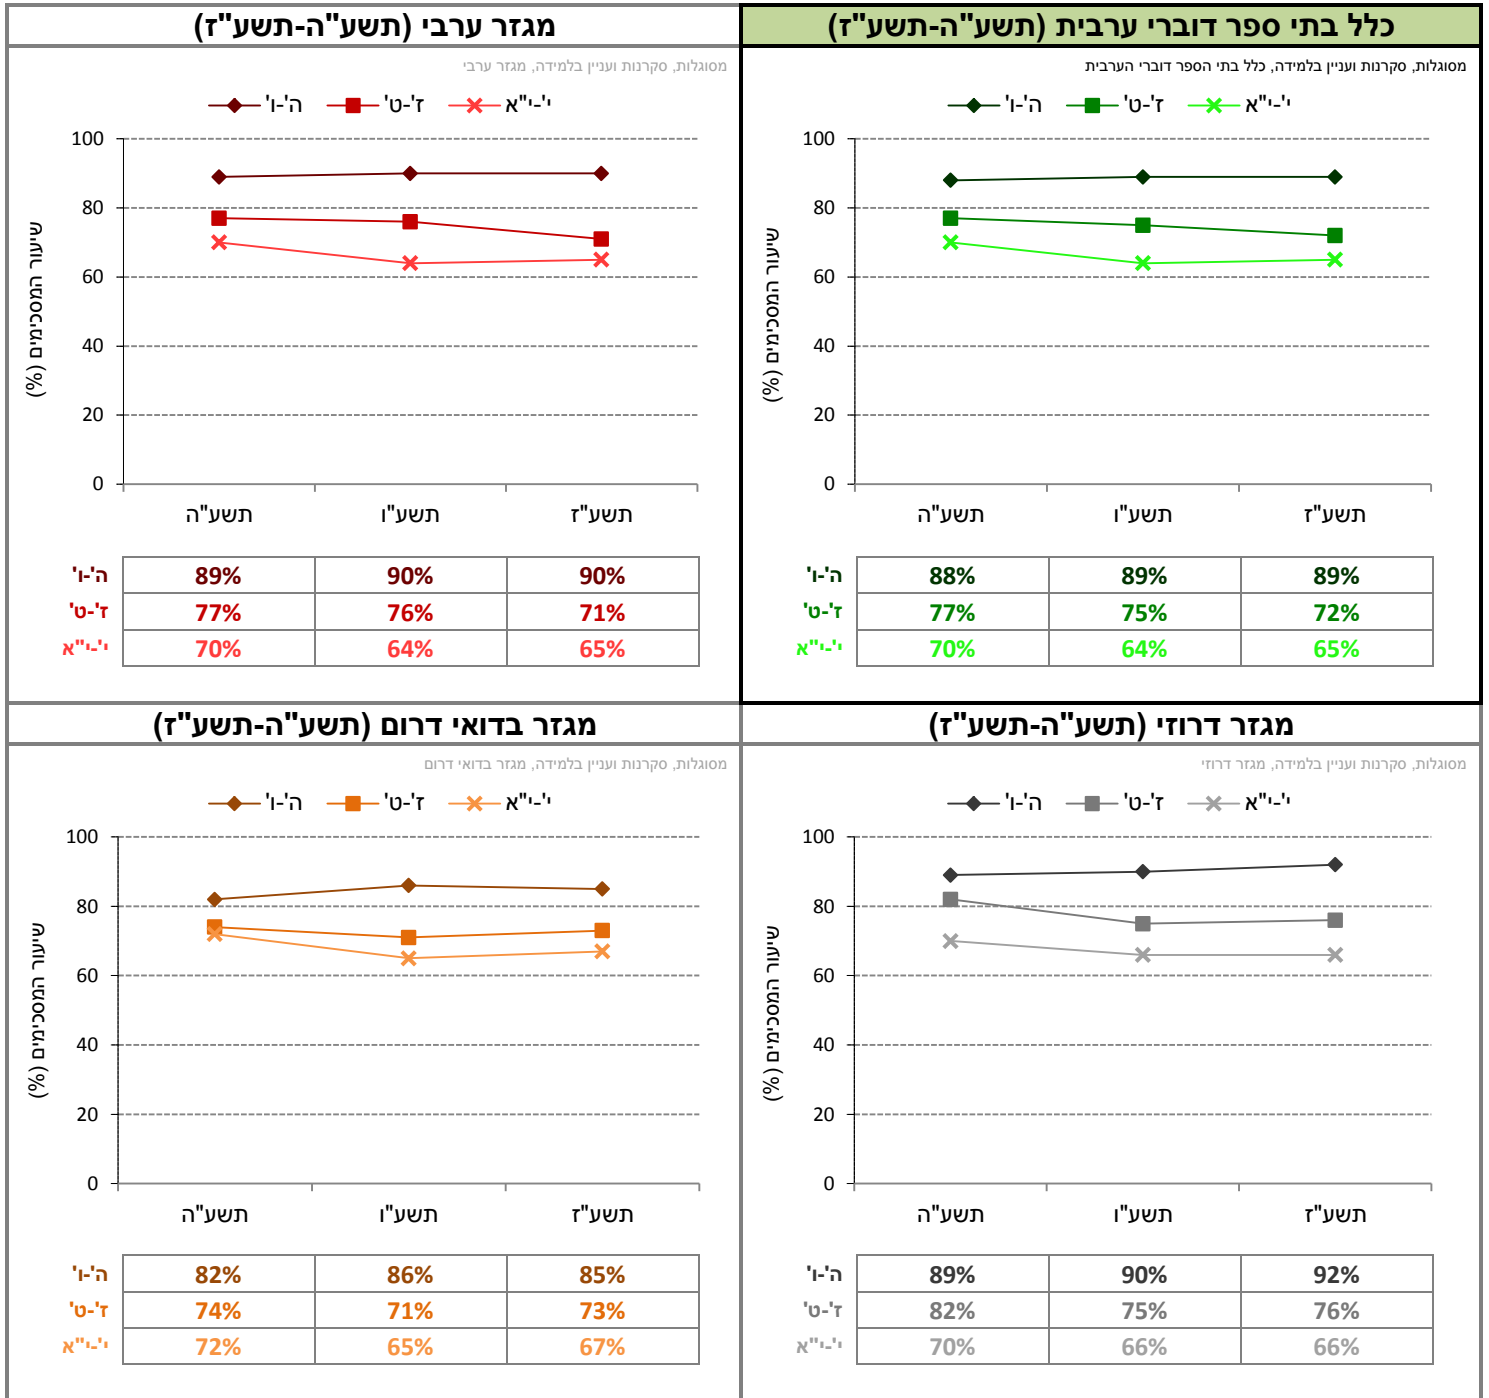 כלל בתי ספר דוברי ערבית (תשע"ה-תשע"ז)
מסוגלות, סקרנות ועניין בלמידה, כלל בתי הספר דוברי הערבית
ה'-ו' ז'-ט' י'-י"א
שיעור המסכימים (%)
100
80
60
40
20
0
תשע"ה תשע"ו תשע"ז
ה'-ו' 88% 89% 89%
ז'-ט' 77% 75% 72%
י'-י"א 70% 64% 65%
מגזר ערבי (תשע"ה-תשע"ז)
מסוגלות, סקרנות ועניין בלמידה, מגזר ערבי
ה'-ו' ז'-ט' י'-י"א
שיעור המסכימים (%)
100
80
60
40
20
0
תשע"ה תשע"ו תשע"ז
ה'-ו' 89% 90% 90%
ז'-ט' 77% 76% 71%
י'-י"א 70% 64% 65%
מגזר דרוזי (תשע"ה-תשע"ז)
מסוגלות, סקרנות ועניין בלמידה, מגזר דרוזי
ה'-ו' ז'-ט' י'-י"א
שיעור המסכימים (%)
100
80
60
40
20
0
תשע"ה תשע"ו תשע"ז
ה'-ו' 89% 90% 92%
ז'-ט' 82% 75% 76%
י'-י"א 70% 66% 66%
מגזר בדואי דרום (תשע"ה-תשע"ז)
מסוגלות, סקרנות ועניין בלמידה, מגזר בדואי דרום
ה'-ו' ז'-ט' י'-י"א
שיעור המסכימים (%)
100
80
60
40
20
0
תשע"ה תשע"ו תשע"ז
ה'-ו' 82% 86% 85%
ז'-ט' 74% 71% 73%
י'-י"א 72% 65% 67%